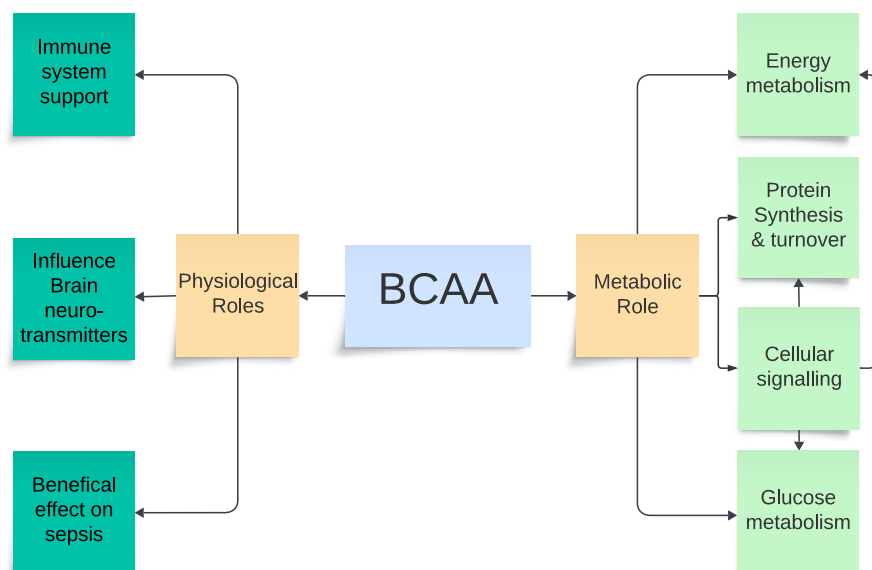 Immune
system
support
Energy
metabolism
Protein
Synthesis
& turnover
Influence
Brain
neuro-
transmitters
Physiological
Roles
BCAA
Metabolic
Role
Cellular
signalling
Benefical
effect on
sepsis
Glucose
metabolism